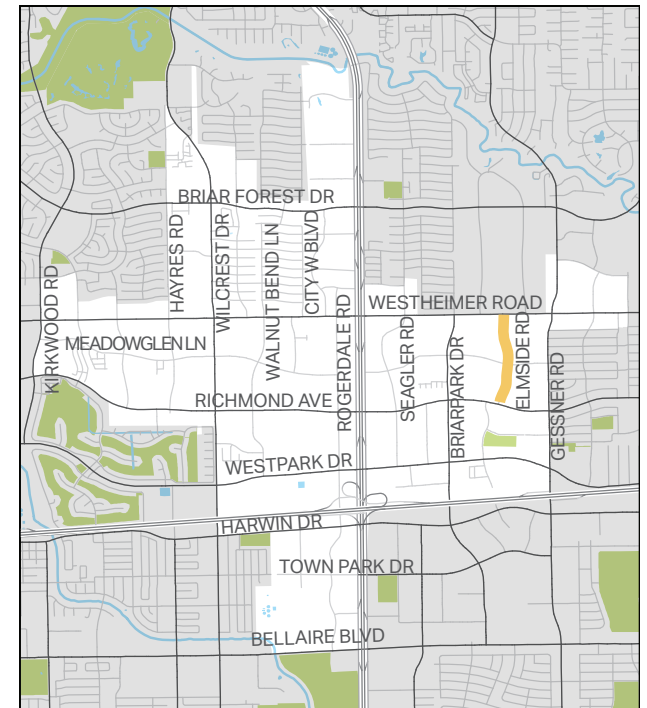 BRIAR FOREST DR
HAYRES RD
WILCREST DR
WALNUT BEND LN
CITY W BLVD
KIRKWOOD RD
WESTHEIMER ROAD
MEADOWGLEN LN
ROGERDALE RD
SEAGLER RD
BRIARPARK DR
ELMSIDE RD
GESSNER RD
RICHMOND AVE
WESTPARK DR
HARWIN DR
TOWN PARK DR
BELLAIRE BLVD